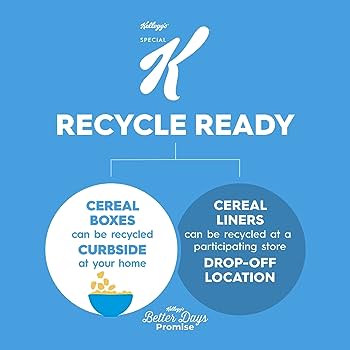 Kellogg's
SPECIAL
K
RECYCLE READY
CEREAL
BOXES
can be recycled
CURBSIDE
at your home
CEREAL
LINERS
can be recycled at a
participating store
DROP-OFF
LOCATION
Kellogg's
Better Days
Promise